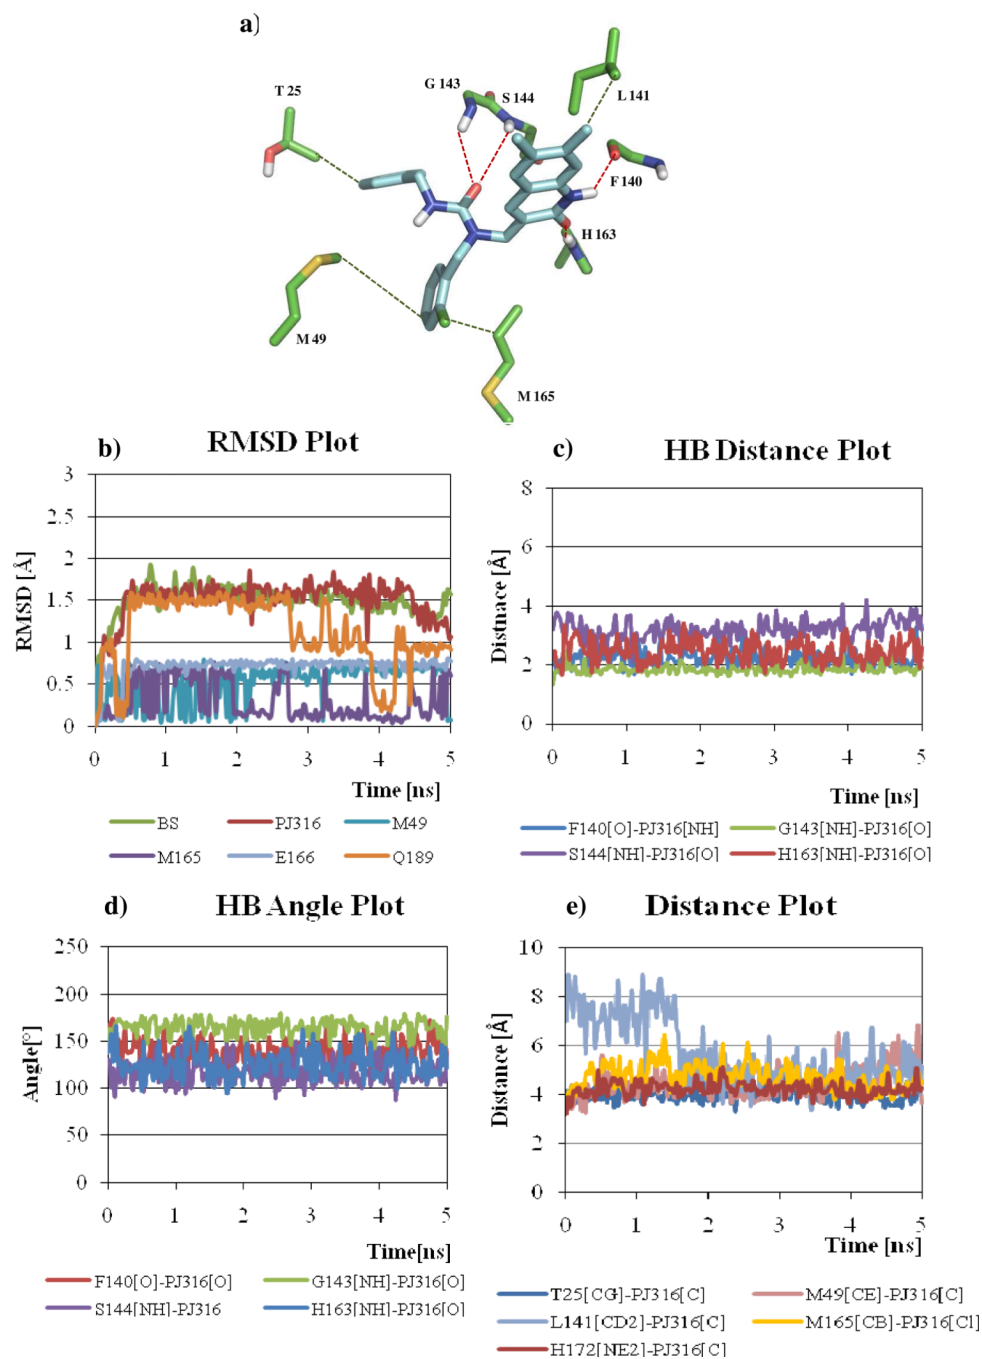 a)
G 143
S 144
T 25
L 141
F 140
H 163
M 49
M 165
b)
RMSD Plot
3
2.5
2
1.5
1
0.5
0
RMSD [Å]
0 1 2 3 4 5
Time [ns]
BS PJ316 M49
M165 E166 Q189
c)
HB Distance Plot
8
6
4
2
0
Distnace [Å]
0 1 2 3 4 5
Time [ns]
F140[O]-PJ316[NH] G143[NH]-PJ316[O]
S144[NH]-PJ316[O] H163[NH]-PJ316[O]
d)
HB Angle Plot
250
200
150
100
50
0
Angle[°]
0 1 2 3 4 5
Time[ns]
F140[O]-PJ316[O] G143[NH]-PJ316[O]
S144[NH]-PJ316 H163[NH]-PJ316[O]
e)
Distance Plot
10
8
6
4
2
0
Distance [Å]
0 1 2 3 4 5
Time [ns]
T25[CG]-PJ316[C] M49[CE]-PJ316[C]
L141[CD2]-PJ316[C] M165[CB]-PJ316[Cl]
H172[NE2]-PJ316[C]